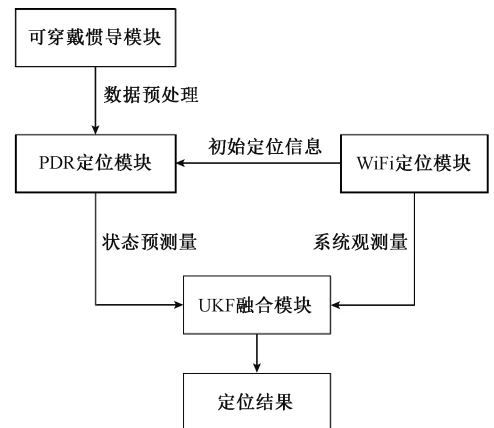 可穿戴惯导模块
数据预处理
初始定位信息
PDR定位模块
WiFi定位模块
状态预测量
系统观测量
UKF融合模块
定位结果